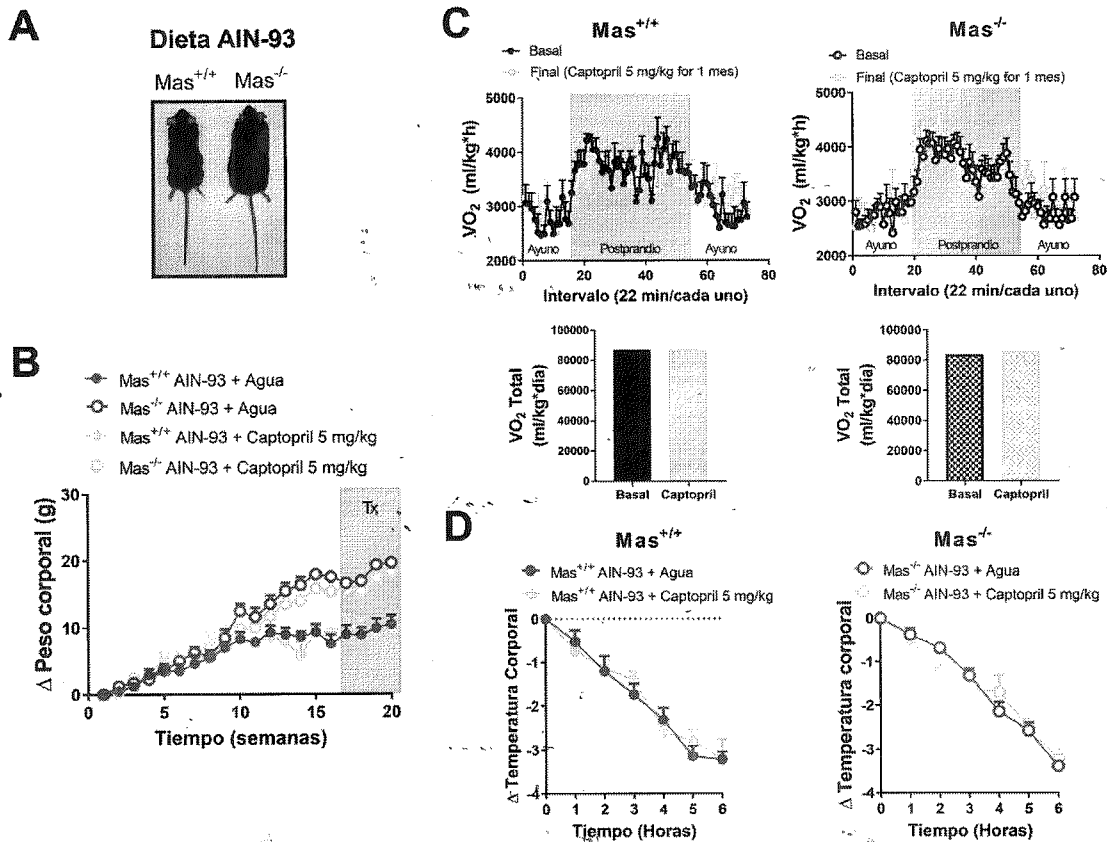 A
Dieta AIN-93
Mas+/+ Mas-/-
B
Mas+/+ AIN-93 + Agua
Mas-/- AIN-93 + Agua
Mas+/+ AIN-93 + Captopril 5 mg/kg
Mas-/- AIN-93 + Captopril 5 mg/kg
30
20
10
0
Δ Peso corporal (g)
Tx
0 5 10 15 20
Tiempo (semanas)
C
Mas+/+
Basal
Final (Captopril 5 mg/kg for 1 mes)
5000
4000
3000
2000
VO2 (ml/kg*h)
Ayuno Postprandio Ayuno
0 20 40 60 80
Intervalo (22 min/cada uno)
Mas-/-
Basal
Final (Captopril 5 mg/kg for 1 mes)
5000
4000
3000
2000
VO2 (ml/kg*h)
Ayuno Postprandio Ayuno
0 20 40 60 80
Intervalo (22 min/cada uno)
100000
80000
60000
40000
20000
0
VO2 Total
(ml/kg*dia)
Basal Captopril
100000
80000
60000
40000
20000
0
VO2 Total
(ml/kg*dia)
Basal Captopril
D
Mas+/+
Mas+/+ AIN-93 + Agua
Mas+/+ AIN-93 + Captopril 5 mg/kg
0
-1
-2
-3
-4
Δ Temperatura Corporal
0 1 2 3 4 5 6
Tiempo (Horas)
Mas-/-
Mas-/- AIN-93 + Agua
Mas-/- AIN-93 + Captopril 5 mg/kg
0
-1
-2
-3
-4
Δ Temperatura corporal
0 1 2 3 4 5 6
Tiempo (Horas)